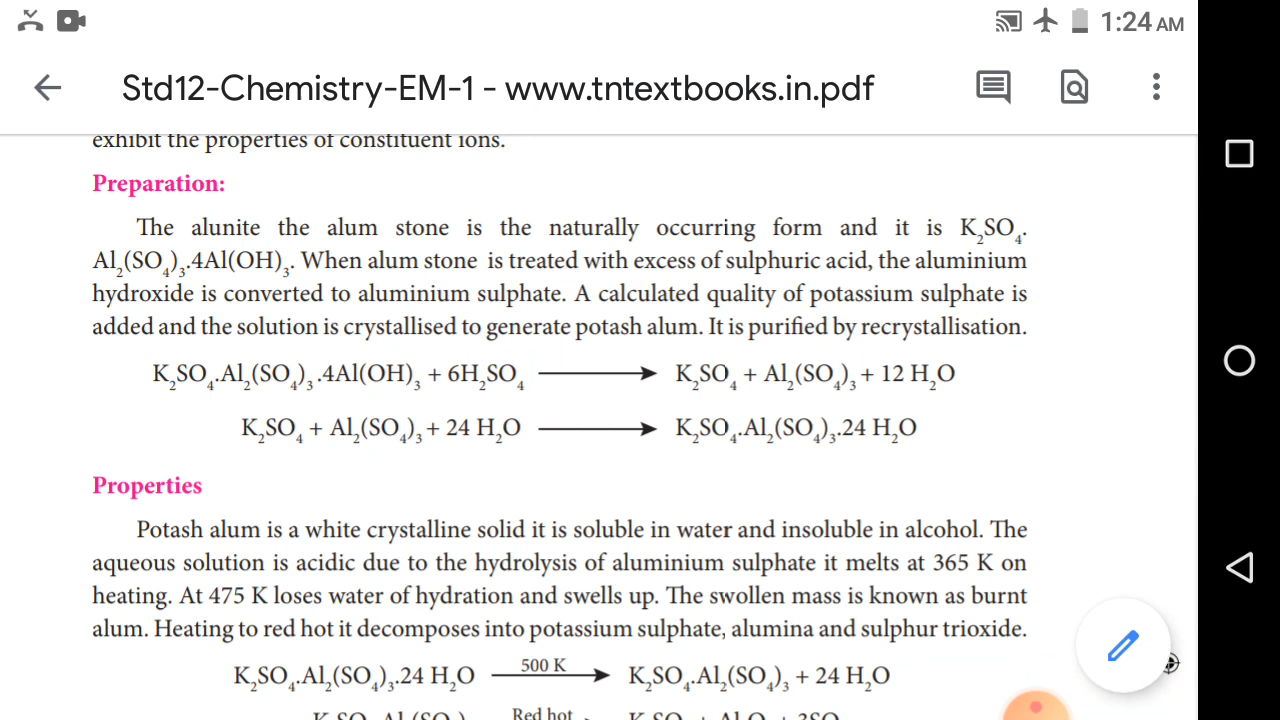 1:24 AM
Std12-Chemistry-EM-1 - www.tntextbooks.in.pdf
exhibit the properties of constituent ions.
Preparation:
The alunite the alum stone is the naturally occurring form and it is K₂SO₄.
Al₂(SO₄)₃.4Al(OH)₃. When alum stone is treated with excess of sulphuric acid, the aluminium
hydroxide is converted to aluminium sulphate. A calculated quality of potassium sulphate is
added and the solution is crystallised to generate potash alum. It is purified by recrystallisation.
K₂SO₄.Al₂(SO₄)₃.4Al(OH)₃ + 6H₂SO₄ ⟶ K₂SO₄ + Al₂(SO₄)₃ + 12 H₂O
K₂SO₄ + Al₂(SO₄)₃ + 24 H₂O ⟶ K₂SO₄.Al₂(SO₄)₃.24 H₂O
Properties
Potash alum is a white crystalline solid it is soluble in water and insoluble in alcohol. The
aqueous solution is acidic due to the hydrolysis of aluminium sulphate it melts at 365 K on
heating. At 475 K loses water of hydration and swells up. The swollen mass is known as burnt
alum. Heating to red hot it decomposes into potassium sulphate, alumina and sulphur trioxide.
K₂SO₄.Al₂(SO₄)₃.24 H₂O 500 K ⟶ K₂SO₄.Al₂(SO₄)₃ + 24 H₂O
Red hot